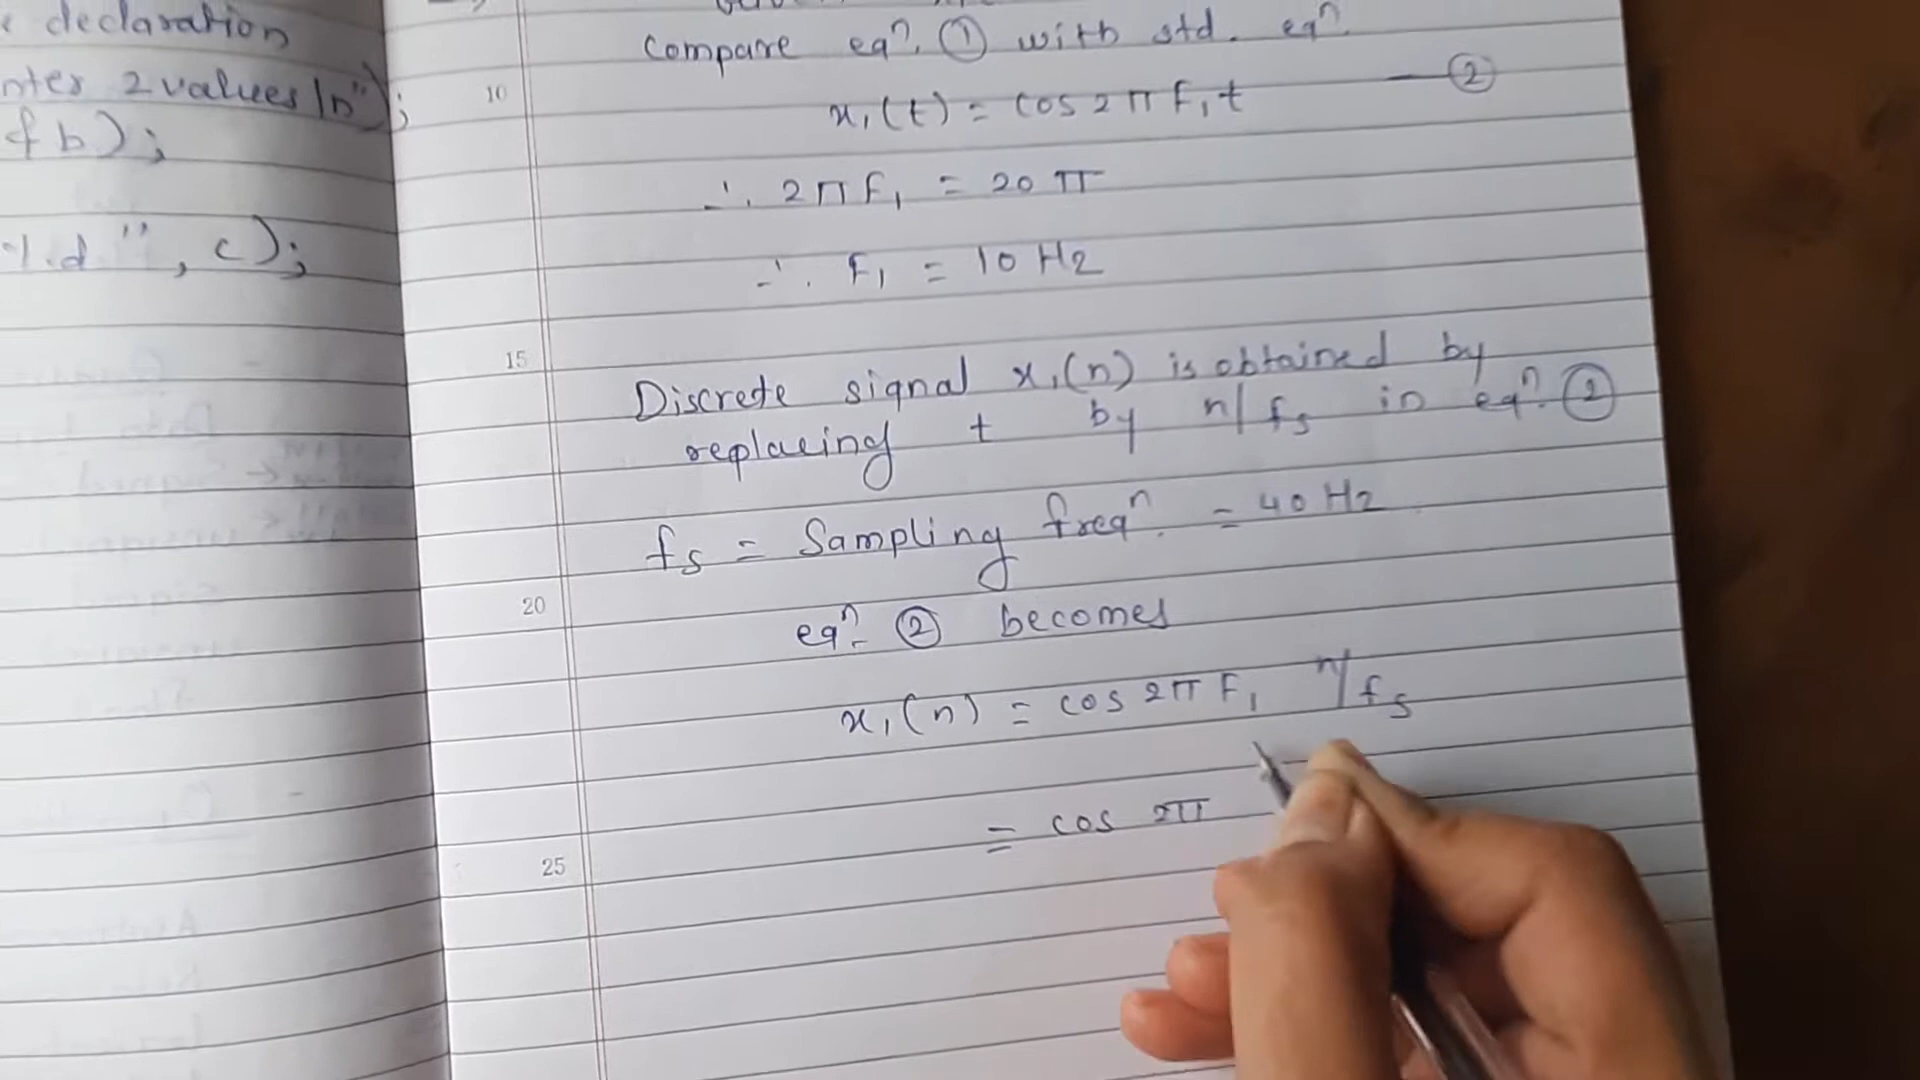 declaration
nter 2 values \n");
f b);
%.d", c);
Compare eqⁿ. ① with std. eqⁿ.
10
x₁(t) = cos 2π F₁t — ②
∴ 2π F₁ = 20 π
∴ F₁ = 10 Hz
15
Discrete signal x₁(n) is obtained by
replacing t by n/fs in eqⁿ. ②
fs = Sampling freqⁿ. = 40 Hz
20
eqⁿ. ② becomes
x₁(n) = cos 2π F₁ n/fs
= cos 2π
25